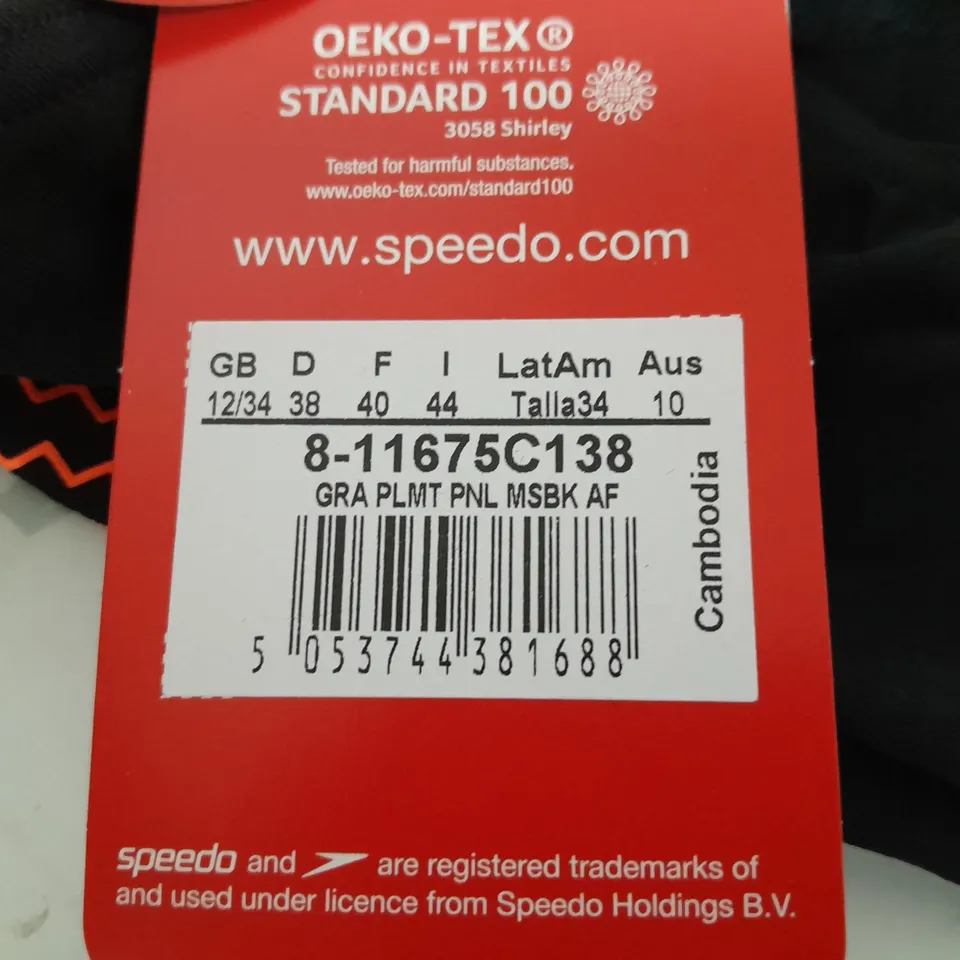 OEKO-TEX®
CONFIDENCE IN TEXTILES
STANDARD 100
3058 Shirley
Tested for harmful substances.
www.oeko-tex.com/standard100
www.speedo.com
GB D F I LatAm Aus
12/34 38 40 44 Talla34 10
8-11675C138
GRA PLMT PNL MSBK AF
Cambodia
5 053744 381688
speedo and are registered trademarks of
and used under licence from Speedo Holdings B.V.